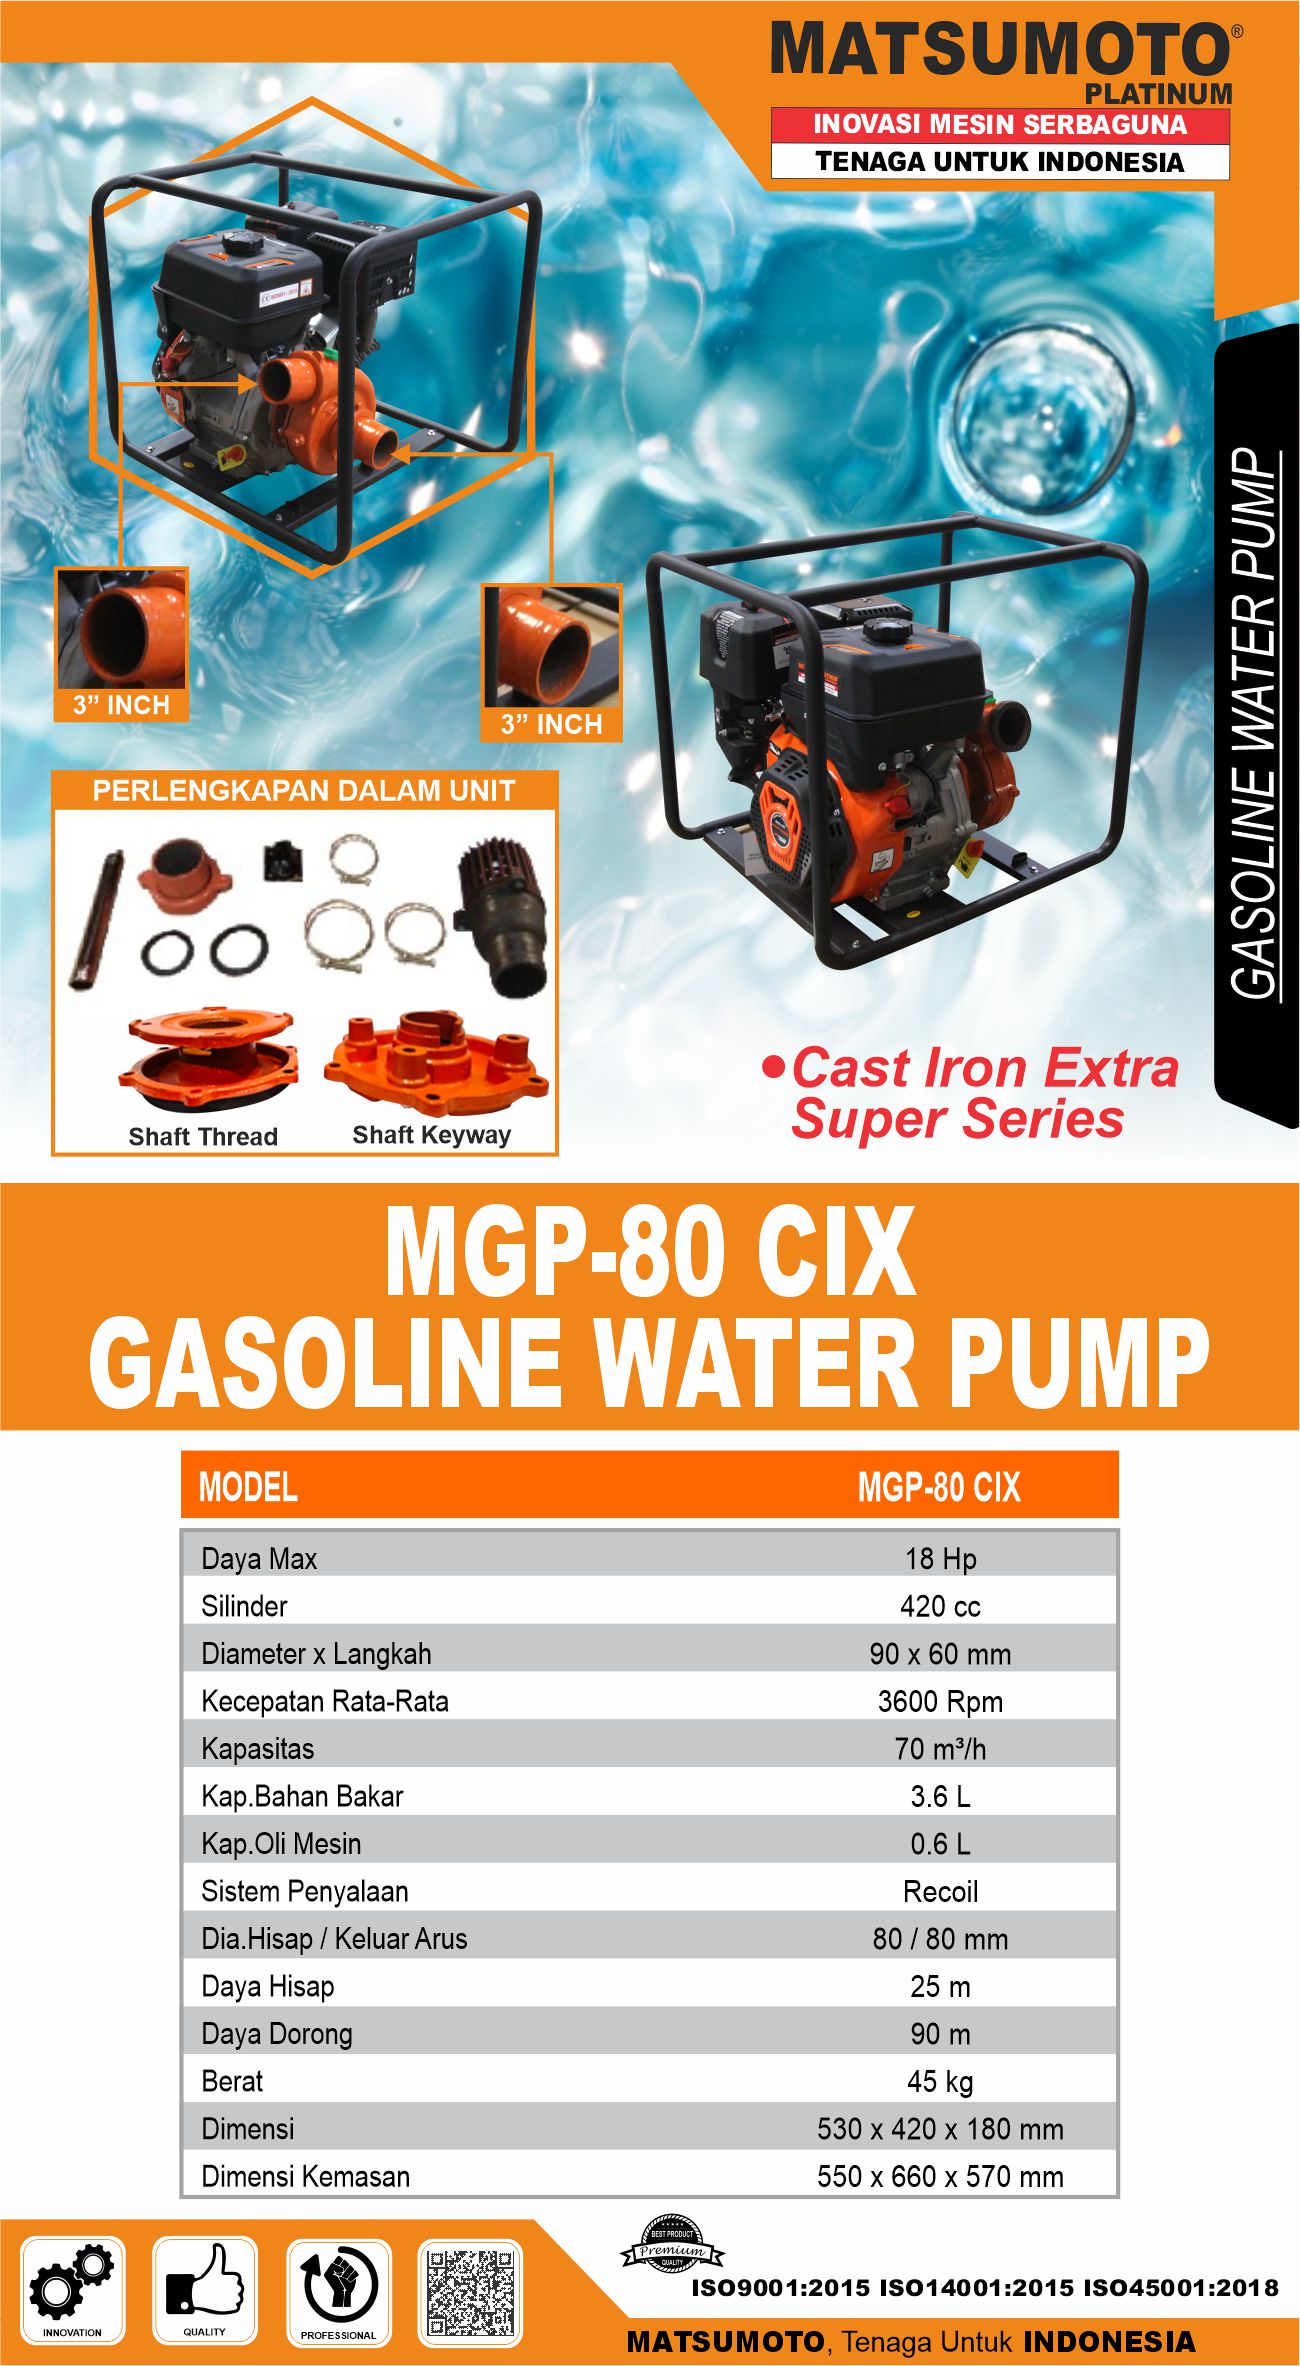 MATSUMOTO®
PLATINUM
INOVASI MESIN SERBAGUNA
TENAGA UNTUK INDONESIA
GASOLINE WATER PUMP
3” INCH
3” INCH
PERLENGKAPAN DALAM UNIT
Shaft Thread
Shaft Keyway
•Cast Iron Extra
Super Series
MGP-80 CIX
GASOLINE WATER PUMP
MODEL MGP-80 CIX
Daya Max 18 Hp
Silinder 420 cc
Diameter x Langkah 90 x 60 mm
Kecepatan Rata-Rata 3600 Rpm
Kapasitas 70 m³/h
Kap.Bahan Bakar 3.6 L
Kap.Oli Mesin 0.6 L
Sistem Penyalaan Recoil
Dia.Hisap / Keluar Arus 80 / 80 mm
Daya Hisap 25 m
Daya Dorong 90 m
Berat 45 kg
Dimensi 530 x 420 x 180 mm
Dimensi Kemasan 550 x 660 x 570 mm
INNOVATION
QUALITY
PROFESSIONAL
BEST PRODUCT
Premium
QUALITY
ISO9001:2015 ISO14001:2015 ISO45001:2018
MATSUMOTO, Tenaga Untuk INDONESIA